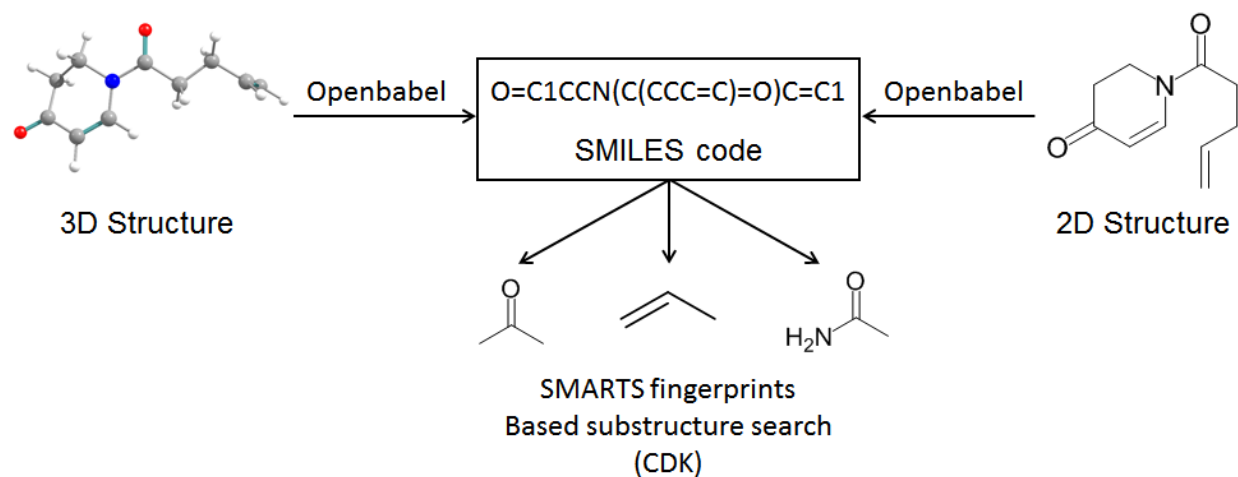 Openbabel
O=C1CCN(C(CCC=C)=O)C=C1
SMILES code
Openbabel
O
N
O
3D Structure
2D Structure
O
O
H2N
SMARTS fingerprints
Based substructure search
(CDK)